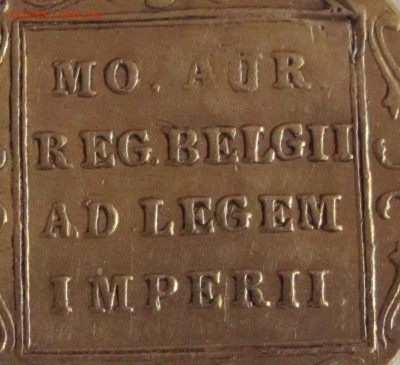 MO. AUR.
REG. BELGII
AD LEGEM
IMPERII.